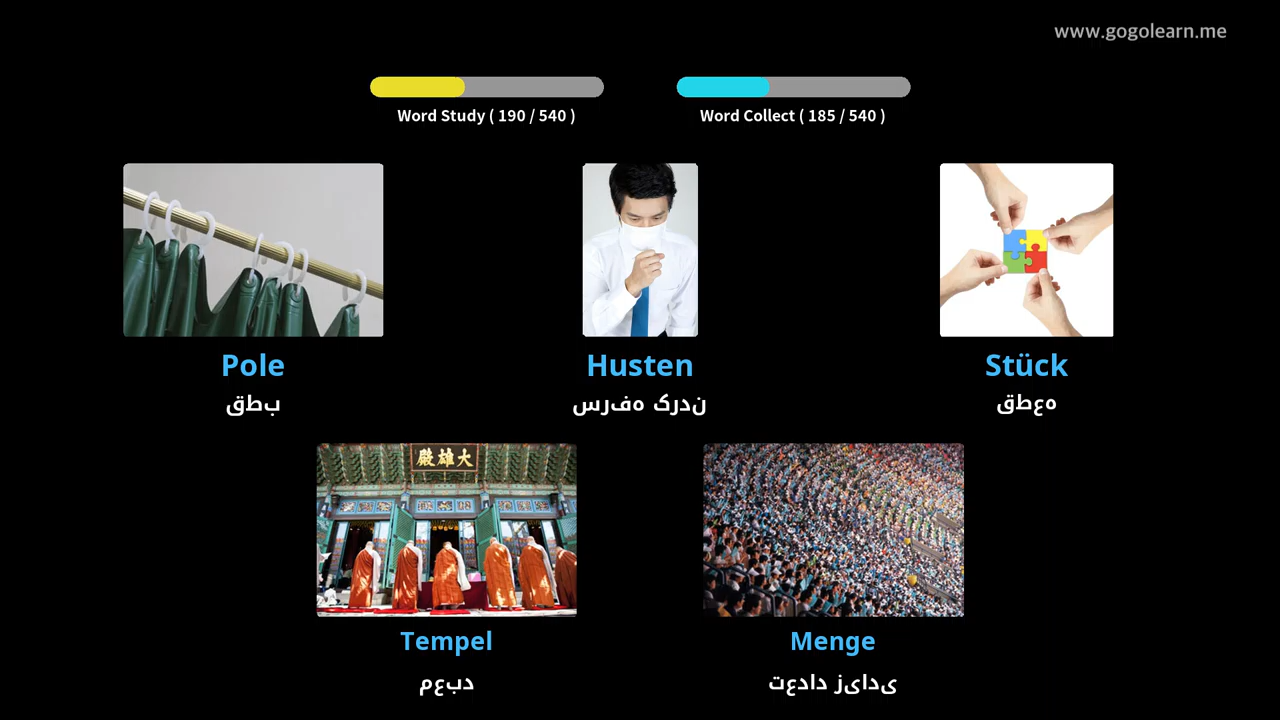 www.gogolearn.me
Word Study ( 190 / 540 )
Word Collect ( 185 / 540 )
Pole
بطق
Husten
ندرک هفرس
Stück
هعطق
大雄殿
Tempel
دبعم
Menge
یدایز دادعت